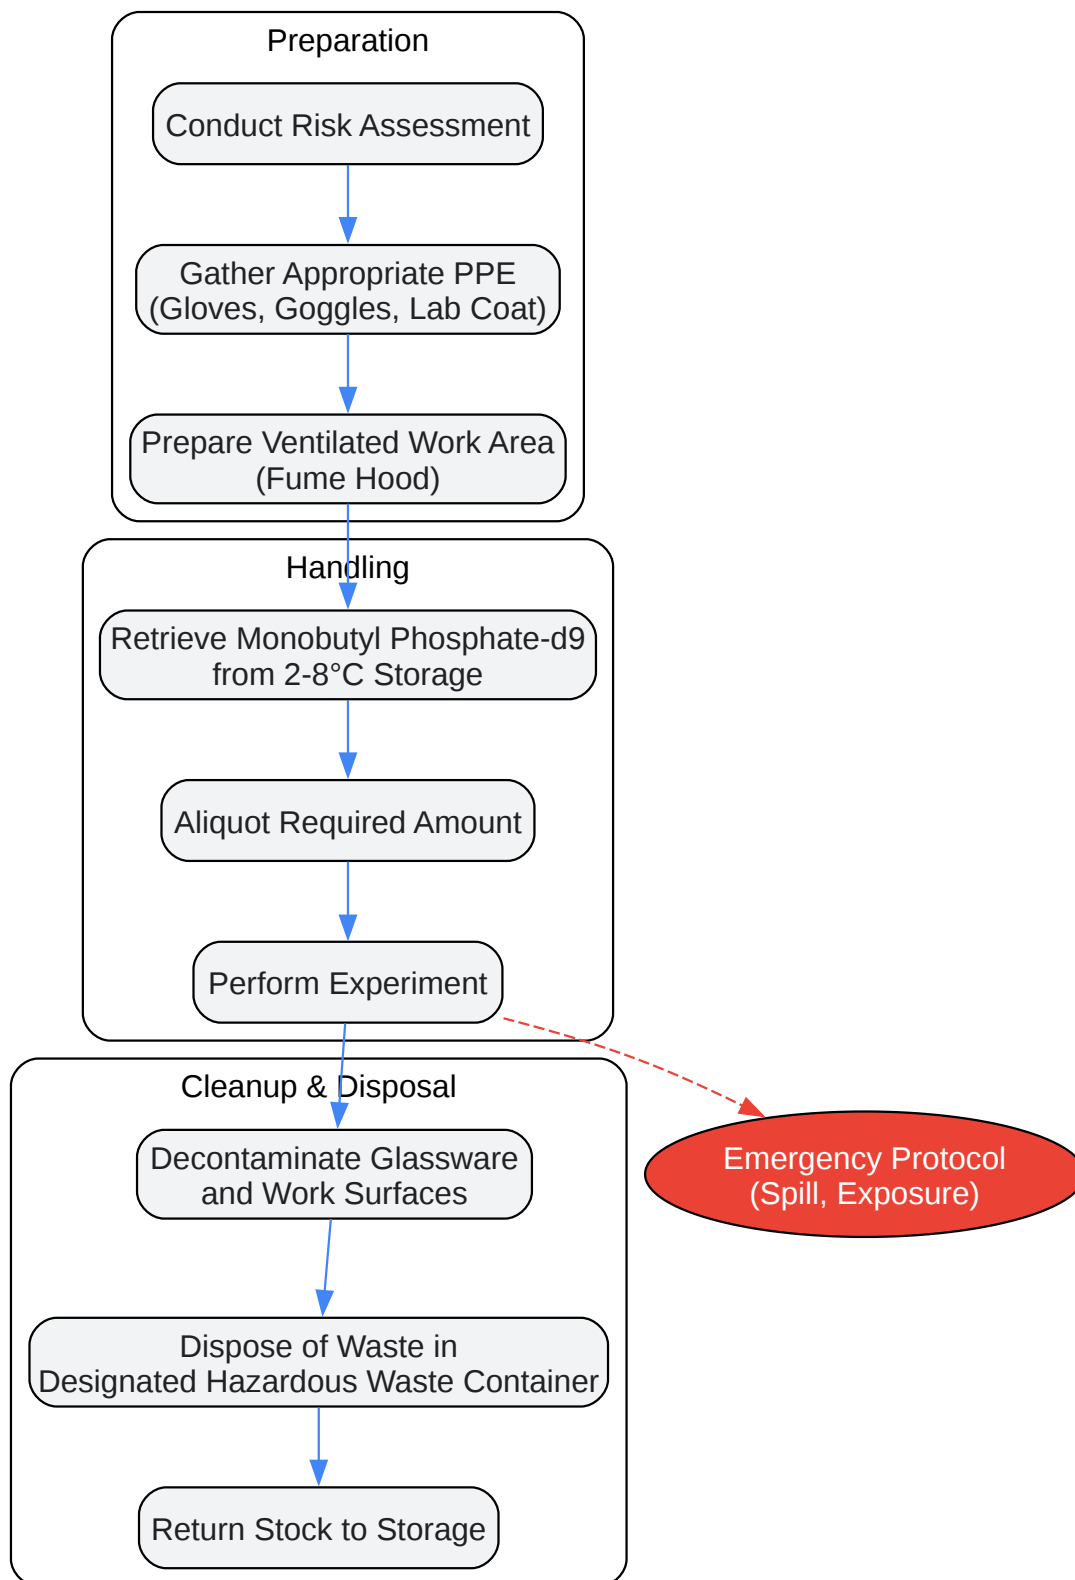 Preparation
Conduct Risk Assessment
Gather Appropriate PPE
(Gloves, Goggles, Lab Coat)
Prepare Ventilated Work Area
(Fume Hood)
Handling
Retrieve Monobutyl Phosphate-d9
from 2-8°C Storage
Aliquot Required Amount
Perform Experiment
Cleanup & Disposal
Decontaminate Glassware
and Work Surfaces
Emergency Protocol
(Spill, Exposure)
Dispose of Waste in
Designated Hazardous Waste Container
Return Stock to Storage